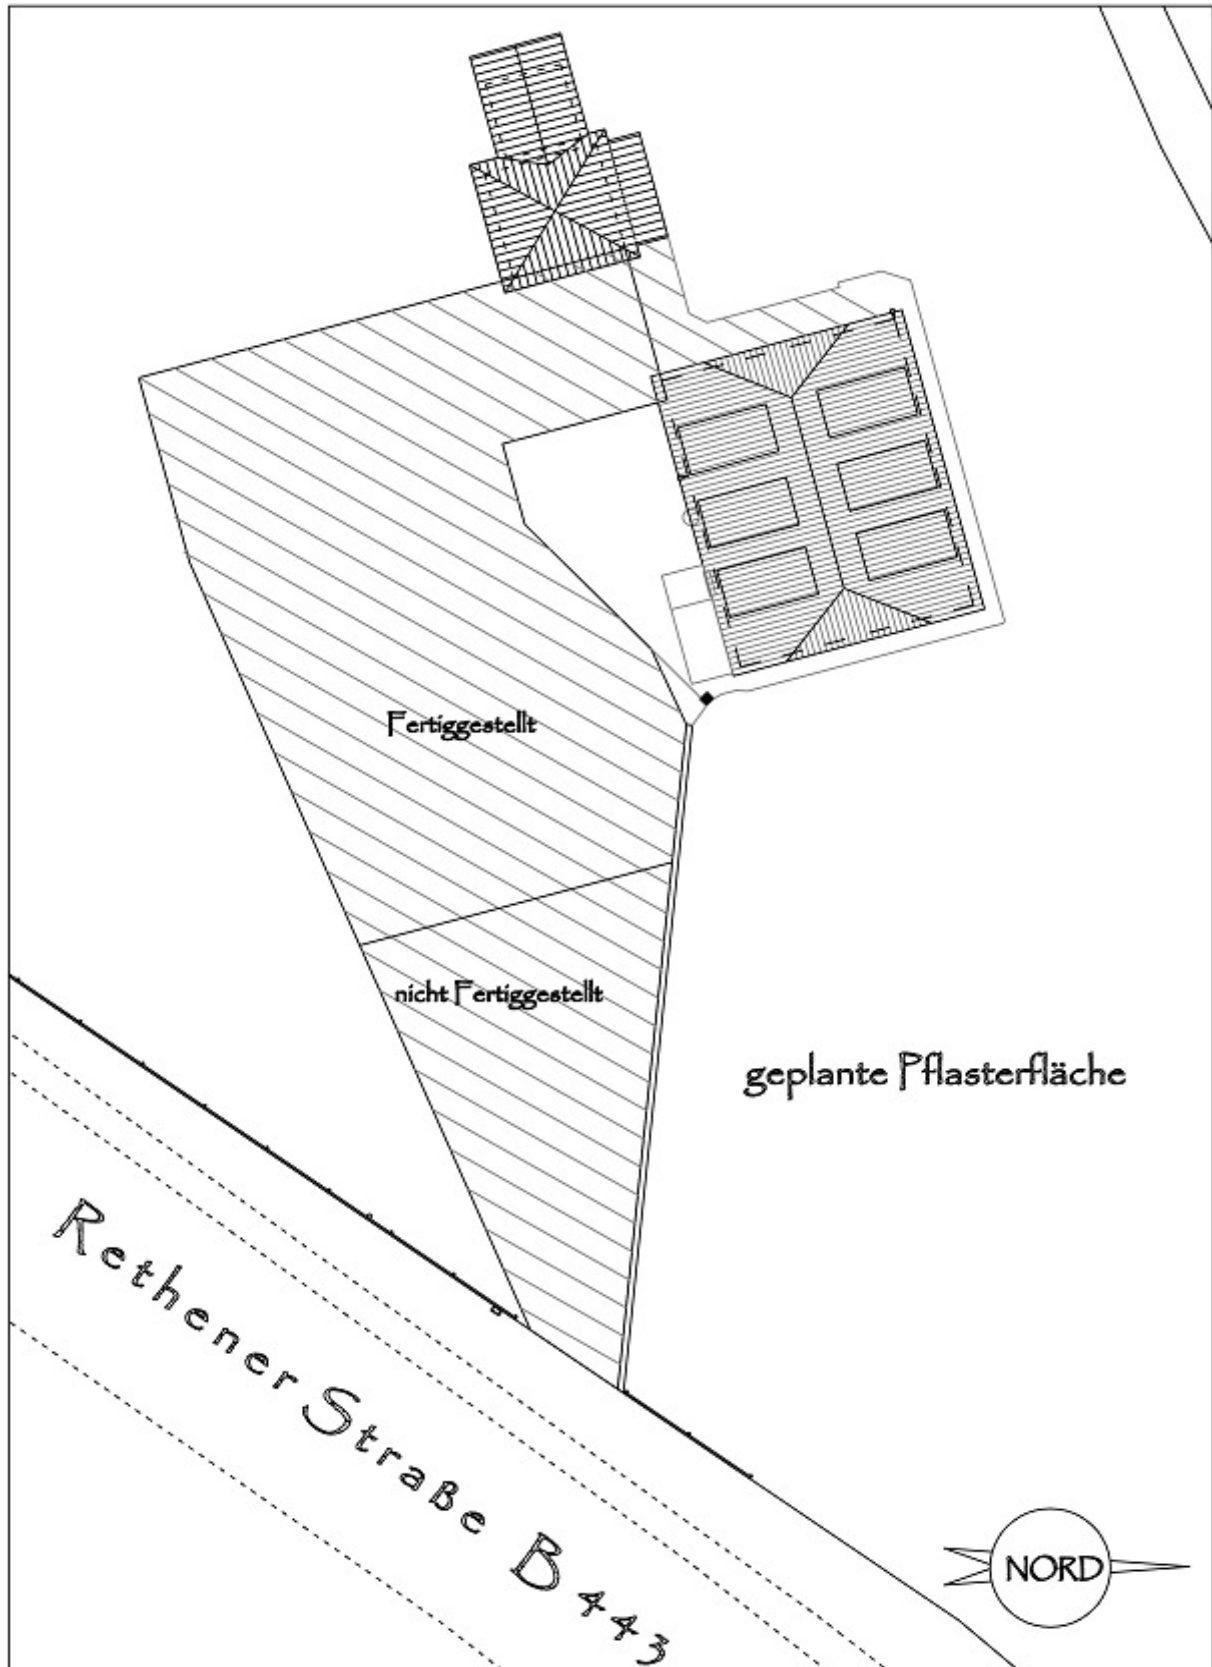 Fertiggestellt
nicht Fertiggestellt
geplante Pflasterfläche
Rethener Straße B 443
NORD